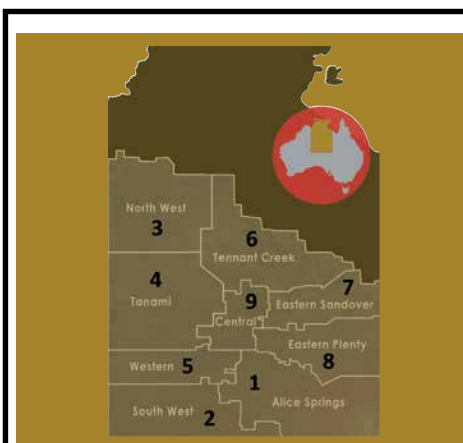 North West
3
6
Tennant Creek
4
Tanami
7
Eastern Sandover
9
Central
Eastern Plenty
8
Western 5
1
Alice Springs
South West 2